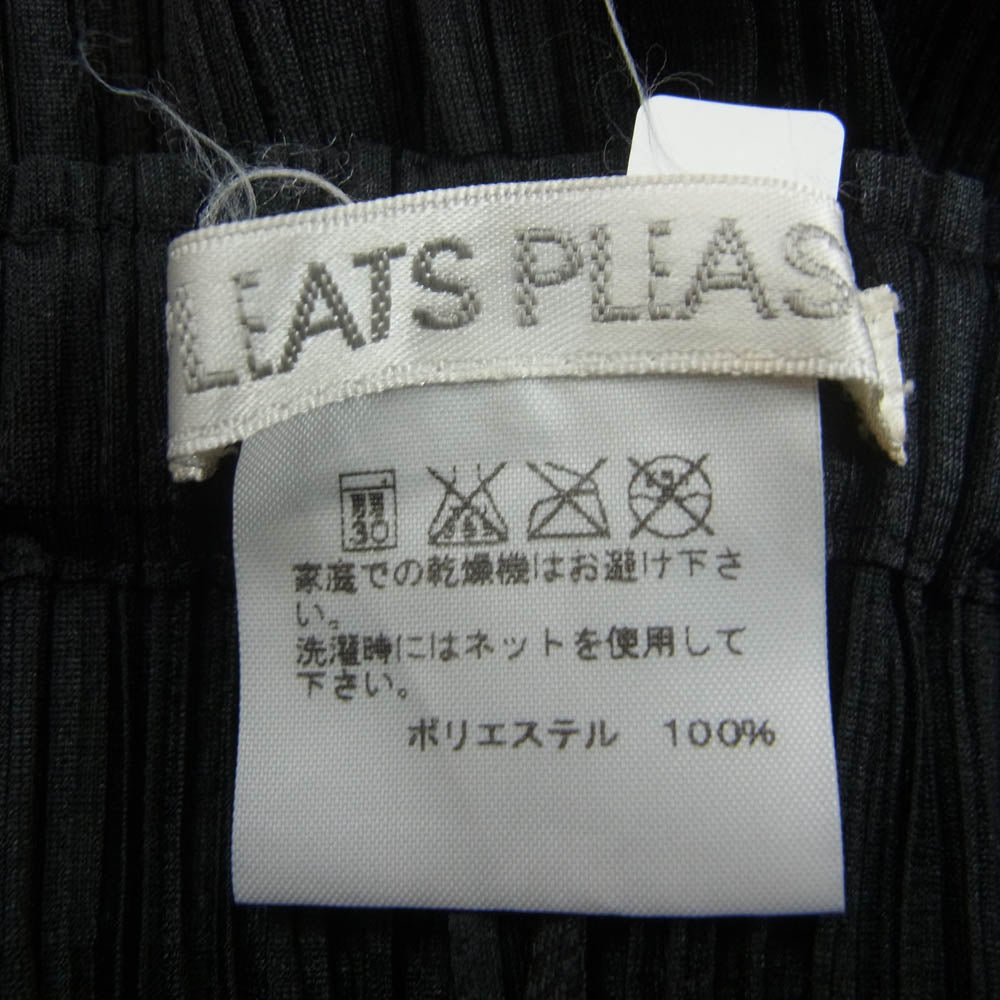 LEATS PLEAS
30
家庭での乾燥機はお避け下さ
い。
洗濯時にはネットを使用して
下さい。
ポリエステル 100%